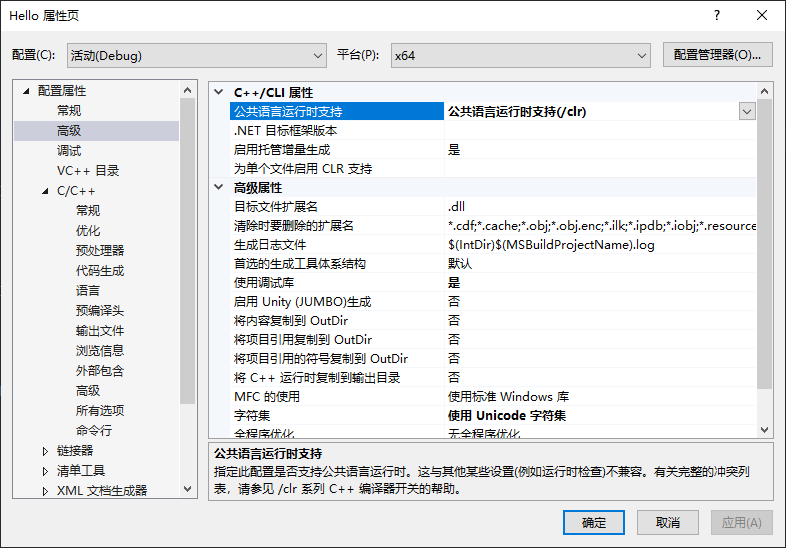 Hello 属性页
配置(C): 活动(Debug) 平台(P): x64 配置管理器(O)...
配置属性
常规
高级
调试
VC++ 目录
C/C++
常规
优化
预处理器
代码生成
语言
预编译头
输出文件
浏览信息
外部包含
高级
所有选项
命令行
链接器
清单工具
XML 文档生成器
C++/CLI 属性
公共语言运行时支持 公共语言运行时支持(/clr)
.NET 目标框架版本
启用托管增量生成 是
为单个文件启用 CLR 支持
高级属性
目标文件扩展名 .dll
清除时要删除的扩展名 *.cdf;*.cache;*.obj;*.obj.enc;*.ilk;*.ipdb;*.iobj;*.resource
生成日志文件 $(IntDir)$(MSBuildProjectName).log
首选的生成工具体系结构 默认
使用调试库 是
启用 Unity (JUMBO)生成 否
将内容复制到 OutDir 否
将项目引用复制到 OutDir 否
将项目引用的符号复制到 OutDir 否
将 C++ 运行时复制到输出目录 否
MFC 的使用 使用标准 Windows 库
字符集 使用 Unicode 字符集
全程序优化 无全程序优化
公共语言运行时支持
指定此配置是否支持公共语言运行时。这与其他某些设置(例如运行时检查)不兼容。有关完整的冲突列
表，请参见 /clr 系列 C++ 编译器开关的帮助。
确定 取消 应用(A)